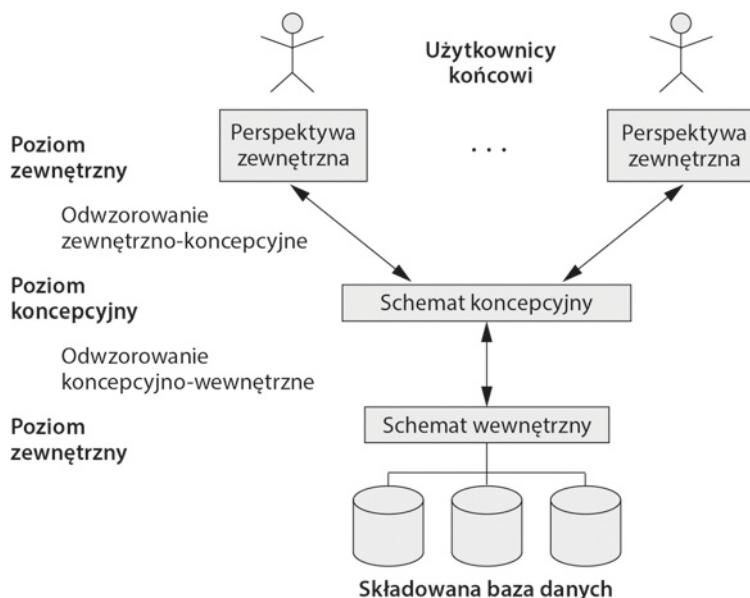 Użytkownicy
końcowi
Perspektywa
zewnętrzna
Perspektywa
zewnętrzna
. . .
Poziom
zewnętrzny
Odwzorowanie
zewnętrzno-koncepcyjne
Poziom
koncepcyjny
Schemat koncepcyjny
Odwzorowanie
koncepcyjno-wewnętrzne
Poziom
zewnętrzny
Schemat wewnętrzny
Składowana baza danych